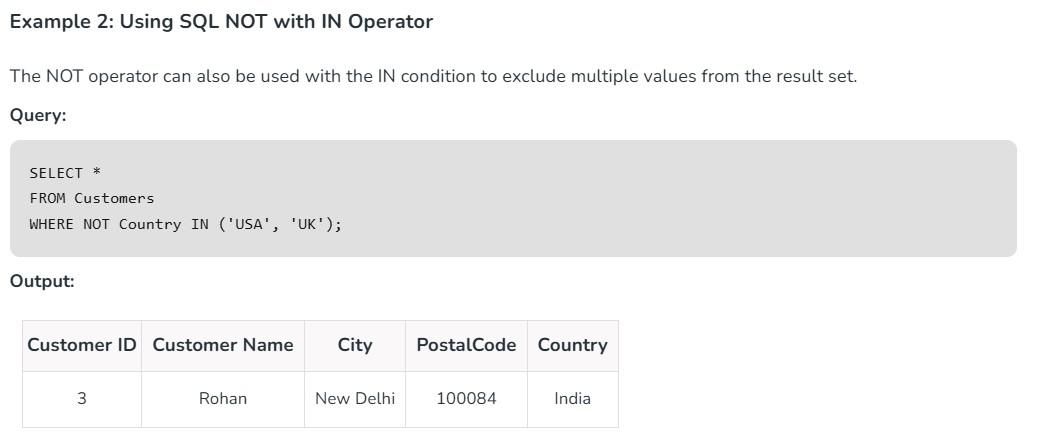 Example 2: Using SQL NOT with IN Operator
The NOT operator can also be used with the IN condition to exclude multiple values from the result set.
Query:
SELECT *
FROM Customers
WHERE NOT Country IN ('USA', 'UK');
Output:
Customer ID Customer Name City PostalCode Country
3 Rohan New Delhi 100084 India